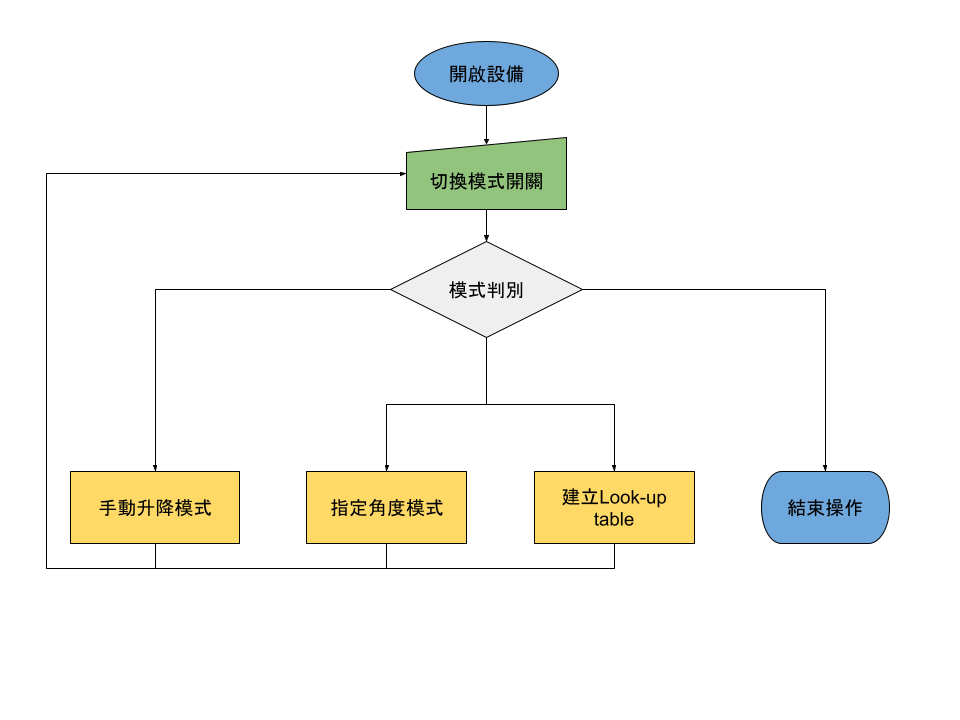 開啟設備
切換模式開關
模式判別
手動升降模式
指定角度模式
建立Look-up
table
結束操作